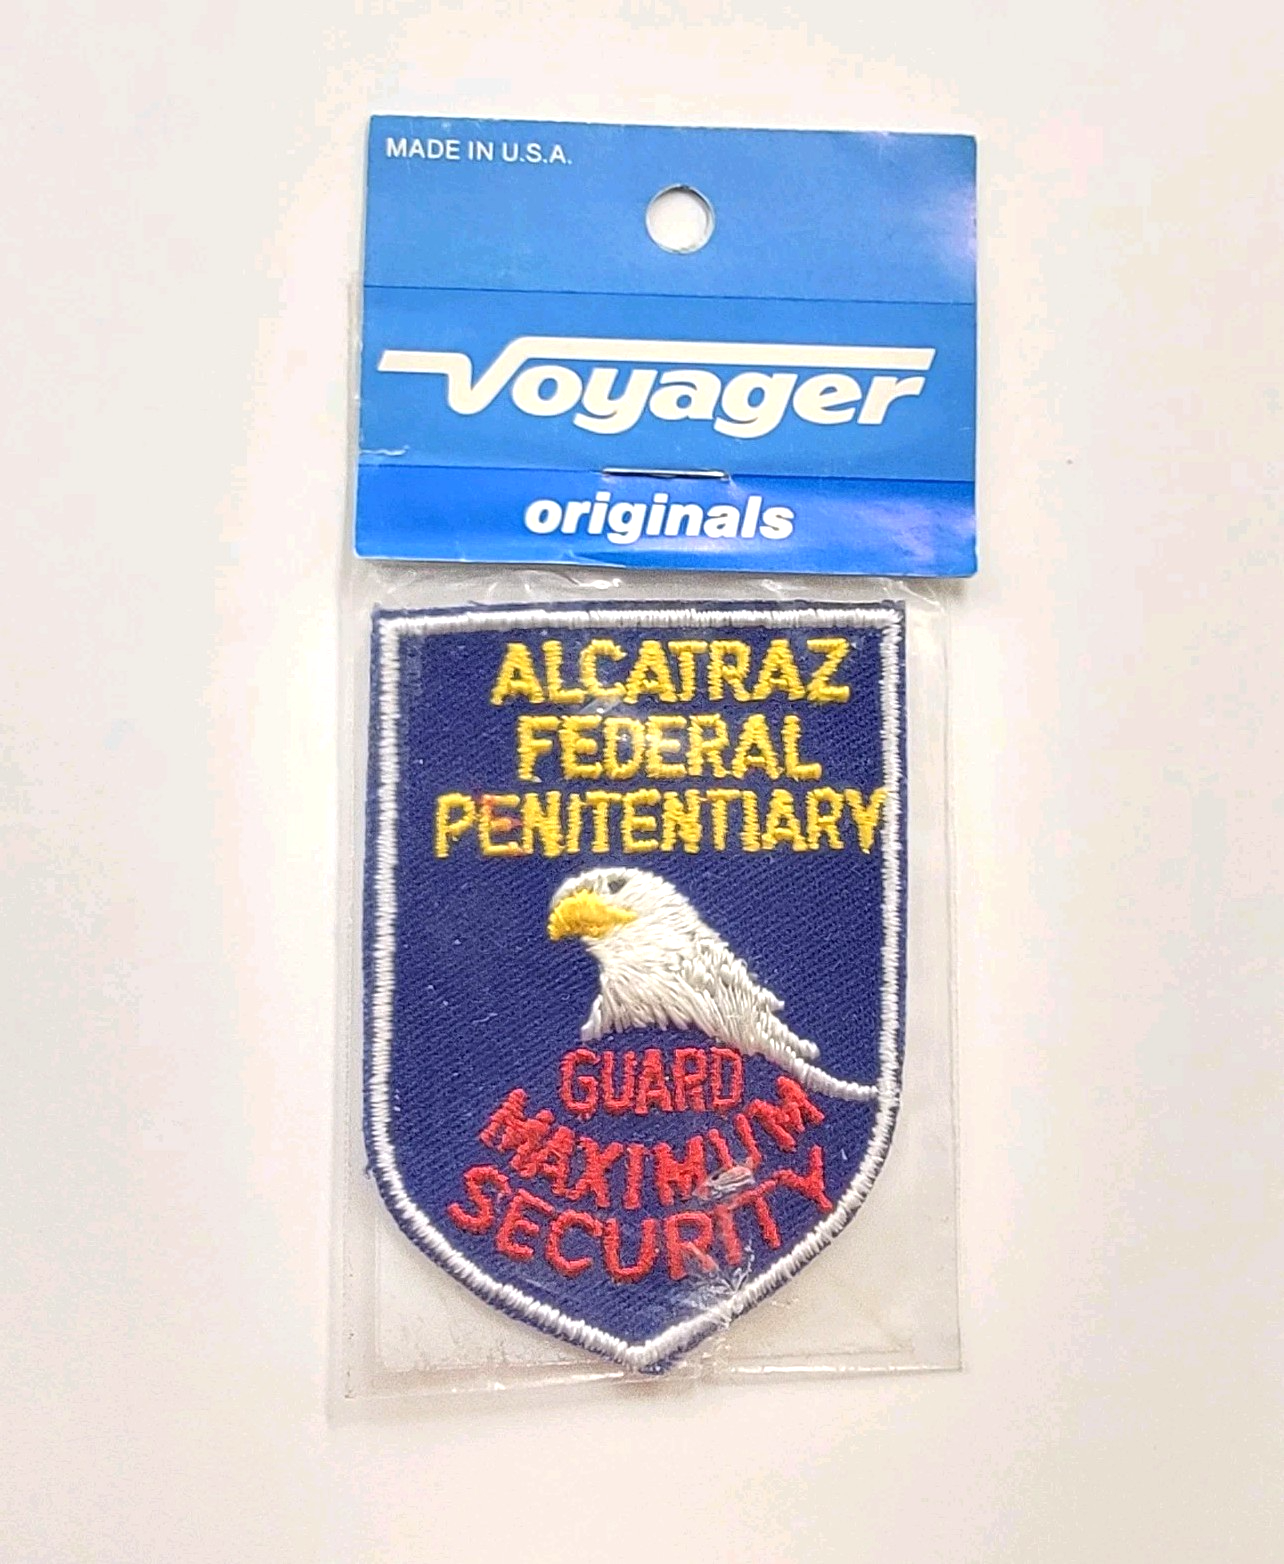 MADE IN U.S.A.
Voyager
originals
ALCATRAZ
FEDERAL
PENITENTIARY
GUARD
MAXIMUM
SECURITY